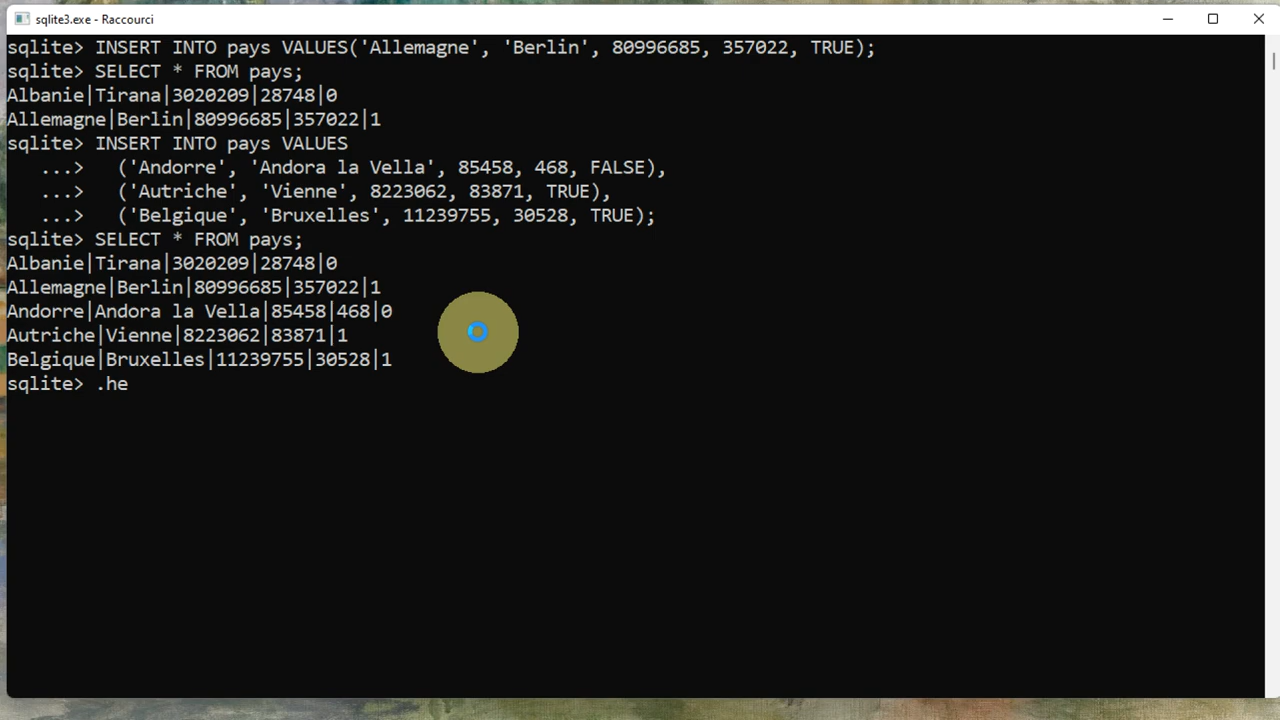 sqlite3.exe - Raccourci
sqlite> INSERT INTO pays VALUES('Allemagne', 'Berlin', 80996685, 357022, TRUE);
sqlite> SELECT * FROM pays;
Albanie|Tirana|3020209|28748|0
Allemagne|Berlin|80996685|357022|1
sqlite> INSERT INTO pays VALUES
   ...>   ('Andorre', 'Andora la Vella', 85458, 468, FALSE),
   ...>   ('Autriche', 'Vienne', 8223062, 83871, TRUE),
   ...>   ('Belgique', 'Bruxelles', 11239755, 30528, TRUE);
sqlite> SELECT * FROM pays;
Albanie|Tirana|3020209|28748|0
Allemagne|Berlin|80996685|357022|1
Andorre|Andora la Vella|85458|468|0
Autriche|Vienne|8223062|83871|1
Belgique|Bruxelles|11239755|30528|1
sqlite> .he